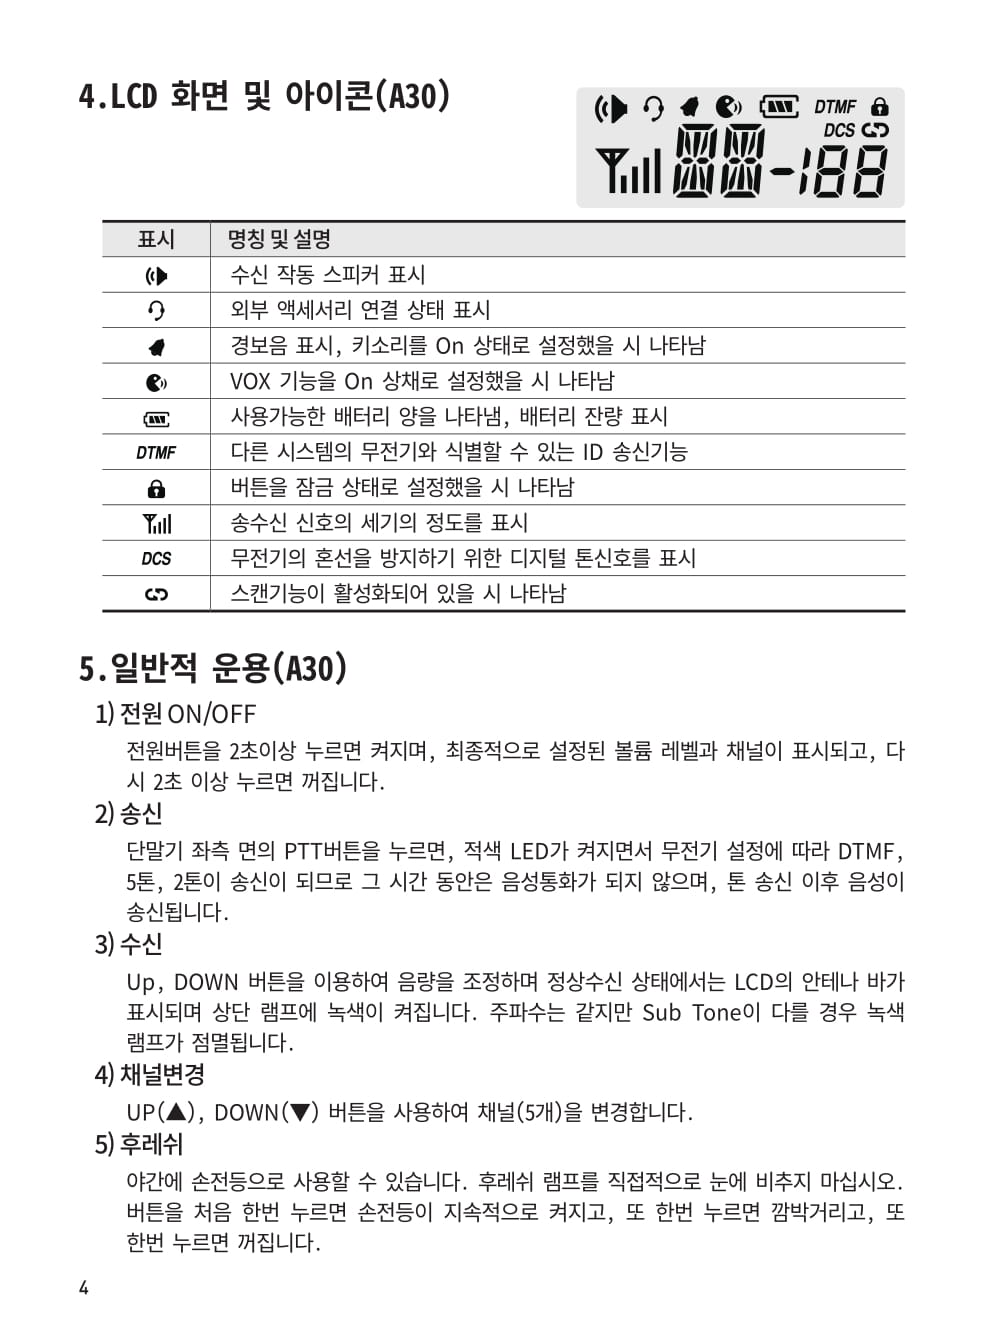 4.LCD 화면 및 아이콘(A30)
DTMF
DCS
188
표시 명칭 및 설명
수신 작동 스피커 표시
외부 액세서리 연결 상태 표시
경보음 표시, 키소리를 On 상태로 설정했을 시 나타남
VOX 기능을 On 상채로 설정했을 시 나타남
사용가능한 배터리 양을 나타냄, 배터리 잔량 표시
DTMF 다른 시스템의 무전기와 식별할 수 있는 ID 송신기능
버튼을 잠금 상태로 설정했을 시 나타남
송수신 신호의 세기의 정도를 표시
DCS 무전기의 혼선을 방지하기 위한 디지털 톤신호를 표시
스캔기능이 활성화되어 있을 시 나타남
5.일반적 운용(A30)
1) 전원 ON/OFF
전원버튼을 2초이상 누르면 켜지며, 최종적으로 설정된 볼륨 레벨과 채널이 표시되고, 다
시 2초 이상 누르면 꺼집니다.
2) 송신
단말기 좌측 면의 PTT버튼을 누르면, 적색 LED가 켜지면서 무전기 설정에 따라 DTMF,
5톤, 2톤이 송신이 되므로 그 시간 동안은 음성통화가 되지 않으며, 톤 송신 이후 음성이
송신됩니다.
3) 수신
Up, DOWN 버튼을 이용하여 음량을 조정하며 정상수신 상태에서는 LCD의 안테나 바가
표시되며 상단 램프에 녹색이 켜집니다. 주파수는 같지만 Sub Tone이 다를 경우 녹색
램프가 점멸됩니다.
4) 채널변경
UP(▲), DOWN(▼) 버튼을 사용하여 채널(5개)을 변경합니다.
5) 후레쉬
야간에 손전등으로 사용할 수 있습니다. 후레쉬 램프를 직접적으로 눈에 비추지 마십시오.
버튼을 처음 한번 누르면 손전등이 지속적으로 켜지고, 또 한번 누르면 깜박거리고, 또
한번 누르면 꺼집니다.
4